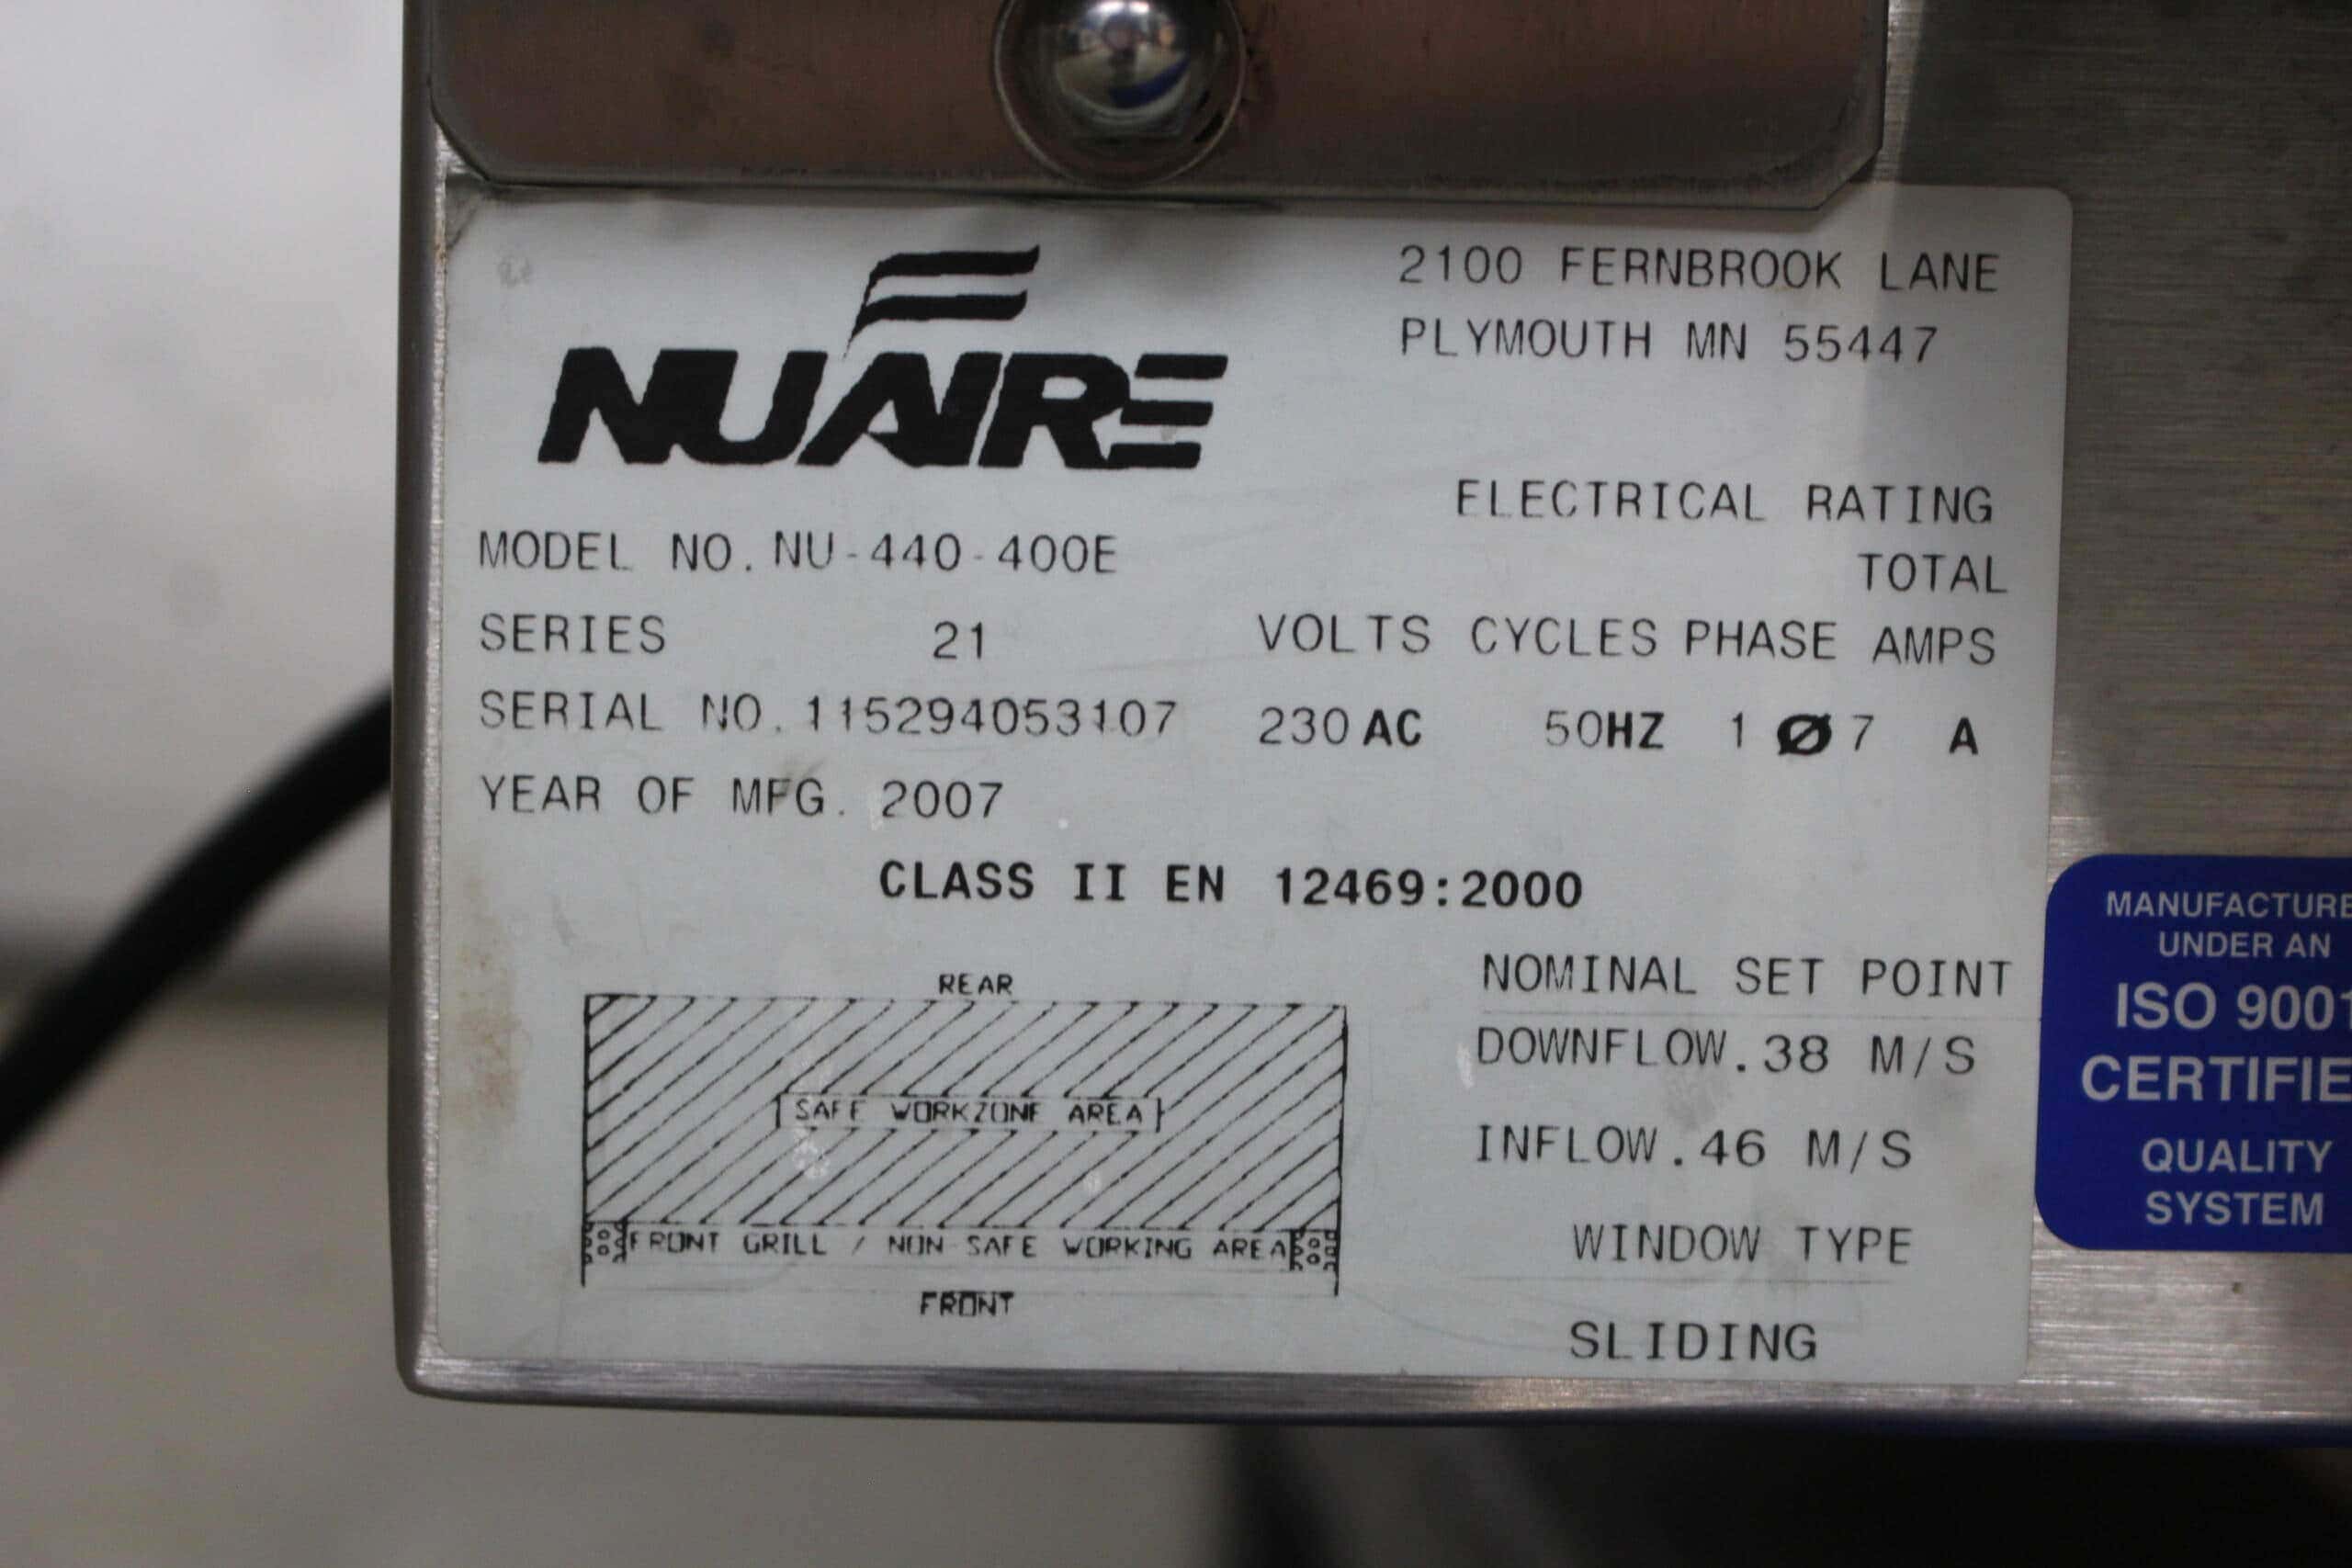 NUAIRE
2100 FERNBROOK LANE
PLYMOUTH MN 55447
ELECTRICAL RATING
TOTAL
MODEL NO. NU-440-400E
SERIES 21
VOLTS CYCLES PHASE AMPS
SERIAL NO. 115294053107
230 AC 50HZ 1 Ø 7 A
YEAR OF MFG. 2007
CLASS II EN 12469:2000
REAR
SAFE WORKZONE AREA
FRONT GRILL / NON SAFE WORKING AREA
FRONT
NOMINAL SET POINT
DOWNFLOW .38 M/S
INFLOW .46 M/S
WINDOW TYPE
SLIDING
MANUFACTURE
UNDER AN
ISO 9001
CERTIFIE
QUALITY
SYSTEM